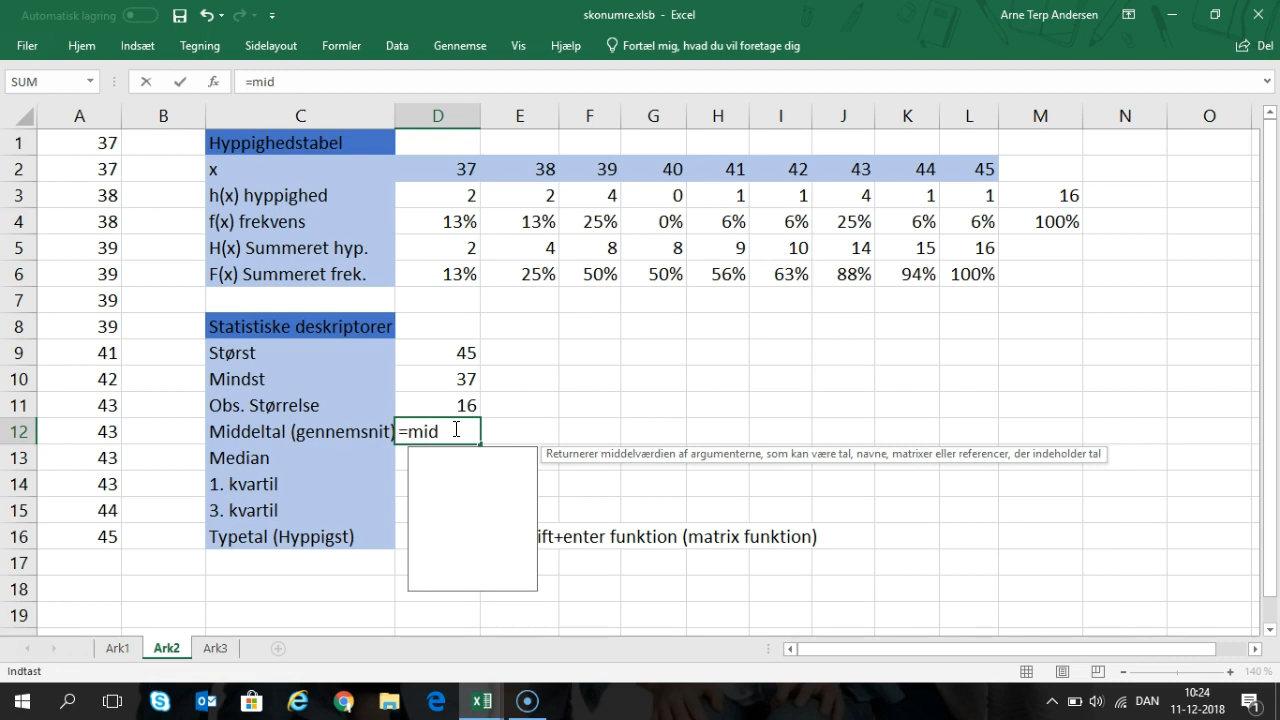 Automatisk lagring
skonumre.xlsb - Excel
Arne Terp Andersen
Filer Hjem Indsæt Tegning Sidelayout Formler Data Gennemse Vis Hjælp Fortæl mig, hvad du vil foretage dig Del
SUM fx =mid
A B C D E F G H I J K L M N O
1 37 Hyppighedstabel
2 37 x 37 38 39 40 41 42 43 44 45
3 38 h(x) hyppighed 2 2 4 0 1 1 4 1 1 16
4 38 f(x) frekvens 13% 13% 25% 0% 6% 6% 25% 6% 6% 100%
5 39 H(x) Summeret hyp. 2 4 8 8 9 10 14 15 16
6 39 F(x) Summeret frek. 13% 25% 50% 50% 56% 63% 88% 94% 100%
7 39
8 39 Statistiske deskriptorer
9 41 Størst 45
10 42 Mindst 37
11 43 Obs. Størrelse 16
12 43 Middeltal (gennemsnit) =mid
Returnerer middelværdien af argumenterne, som kan være tal, navne, matrixer eller referencer, der indeholder tal
13 43 Median
14 43 1. kvartil
15 44 3. kvartil
16 45 Typetal (Hyppigst) ift+enter funktion (matrix funktion)
17
18
19
Ark1 Ark2 Ark3
Indtast 140 %
DAN 10:24
11-12-2018